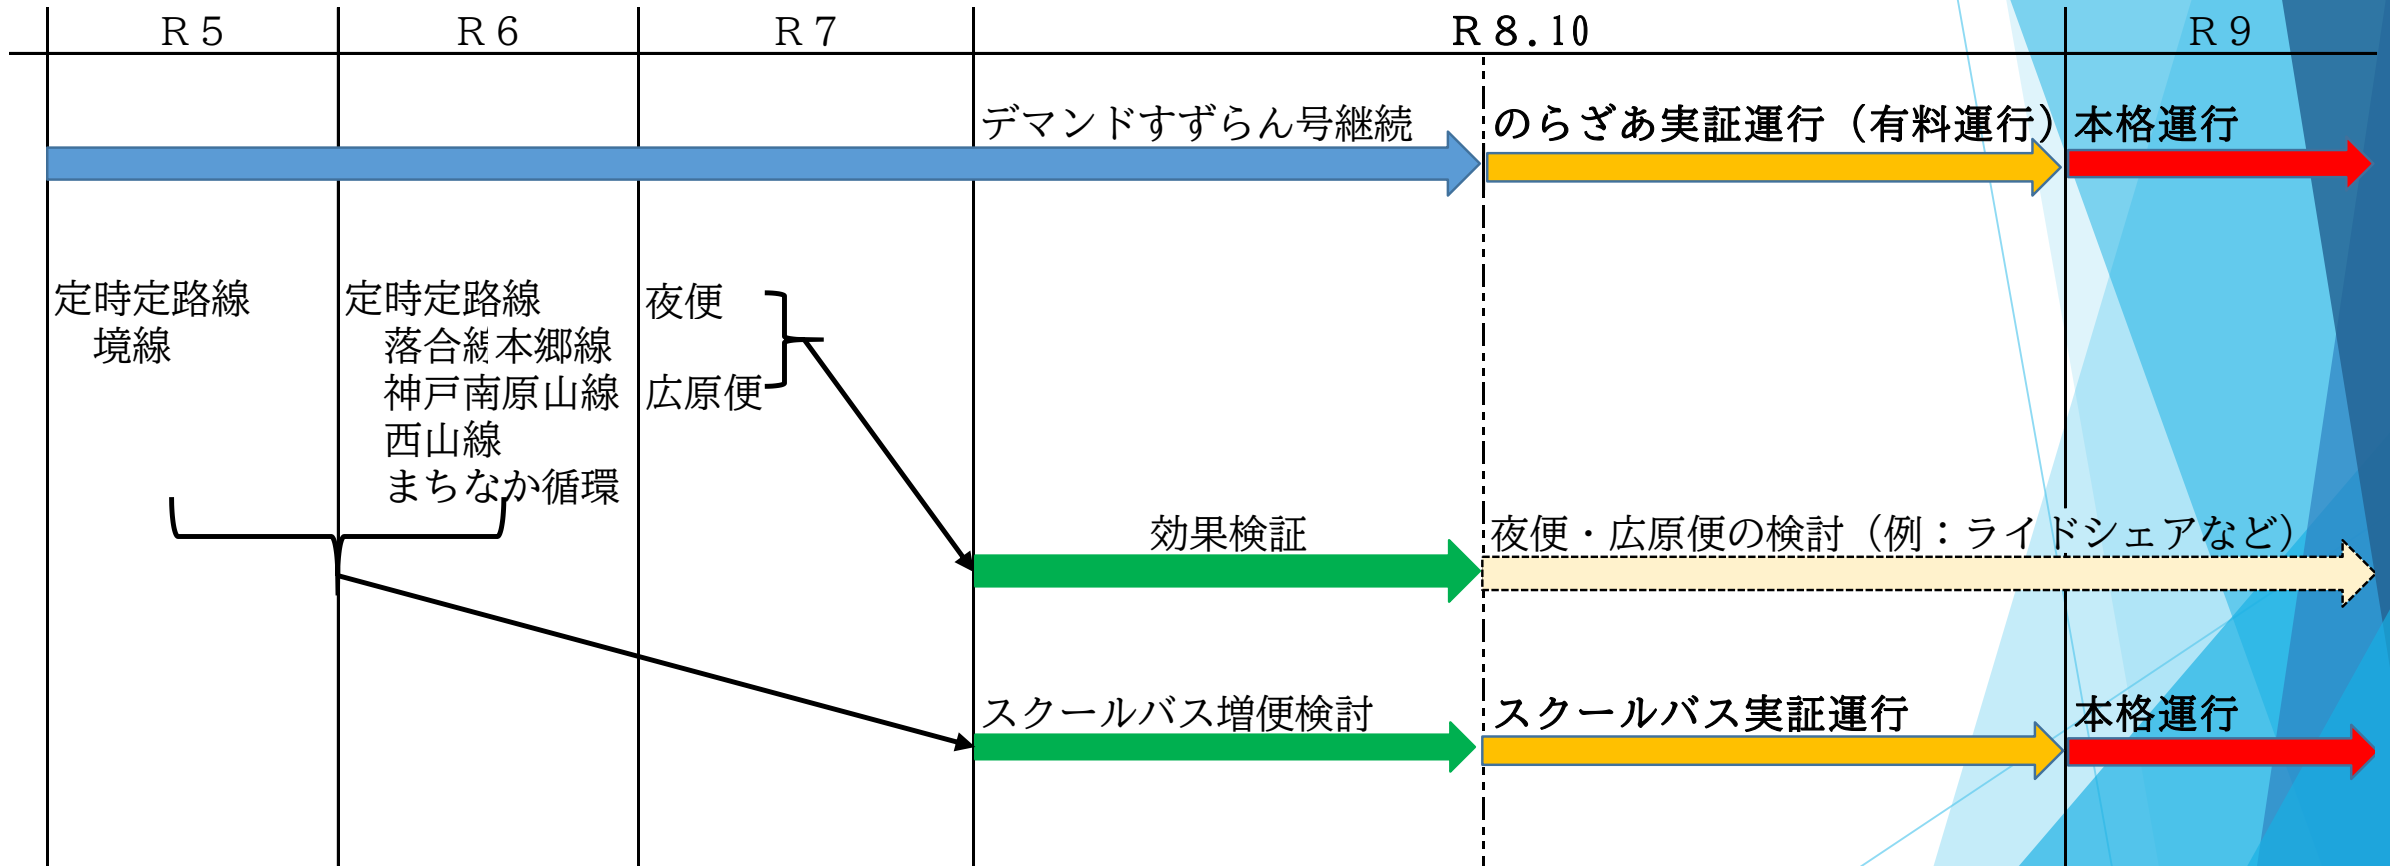 Ｒ５
Ｒ６
Ｒ７
Ｒ８.10
Ｒ９
デマンドすずらん号継続
のらざあ実証運行（有料運行）
本格運行
定時定路線
境線
定時定路線
落合線 本郷線
神戸南原山線
西山線
まちなか循環
夜便
広原便
効果検証
夜便・広原便の検討（例：ライドシェアなど）
スクールバス増便検討
スクールバス実証運行
本格運行